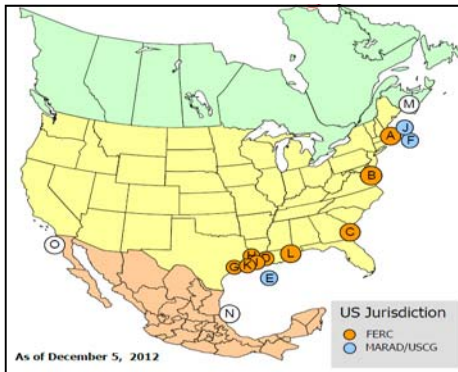 M
J
A
F
B
C
O
H
L
G
K
I
D
E
N
US Jurisdiction
FERC
MARAD/USCG
As of December 5, 2012